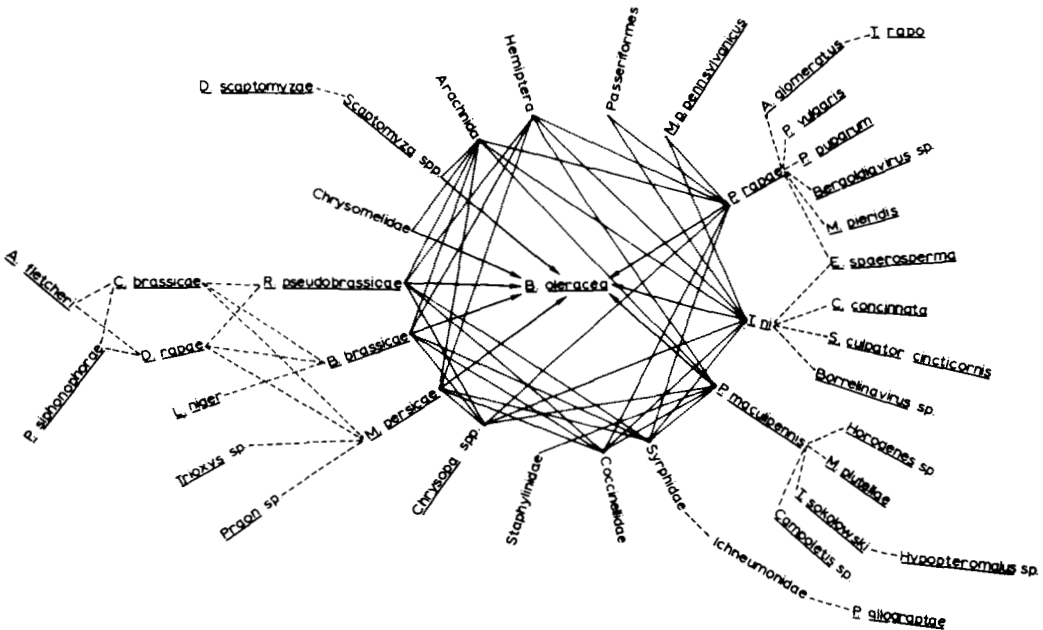 Passeriformes
M. p. pennsylvanicus
Hemiptera
Arachnida
I. rapo
A. glomeratus
P. vulgaris
P. puparum
Bergoldiavirus sp.
M. pieridis
E. spaerosperma
C. concinnata
S. culpator cincticornis
Borrelinavirus sp.
D. scaptomyzae
Scaptomyza spp.
Chrysomelidae
P. rapae
A. fletcheri
C. brassicae
R. pseudobrassicae
B. oleracea
T. ni
P. siphonophorae
D. rapae
B. brassicae
L. niger
M. persicae
P. maculipennis
Trioxys sp.
Praon sp.
Chrysopa spp.
Staphylinidae
Coccinellidae
Syrphidae
Horogenes sp.
M. plutellae
I. sokolowski
Campoletis sp.
Hypopteromalus sp.
Ichneumonidae
P. allograptae